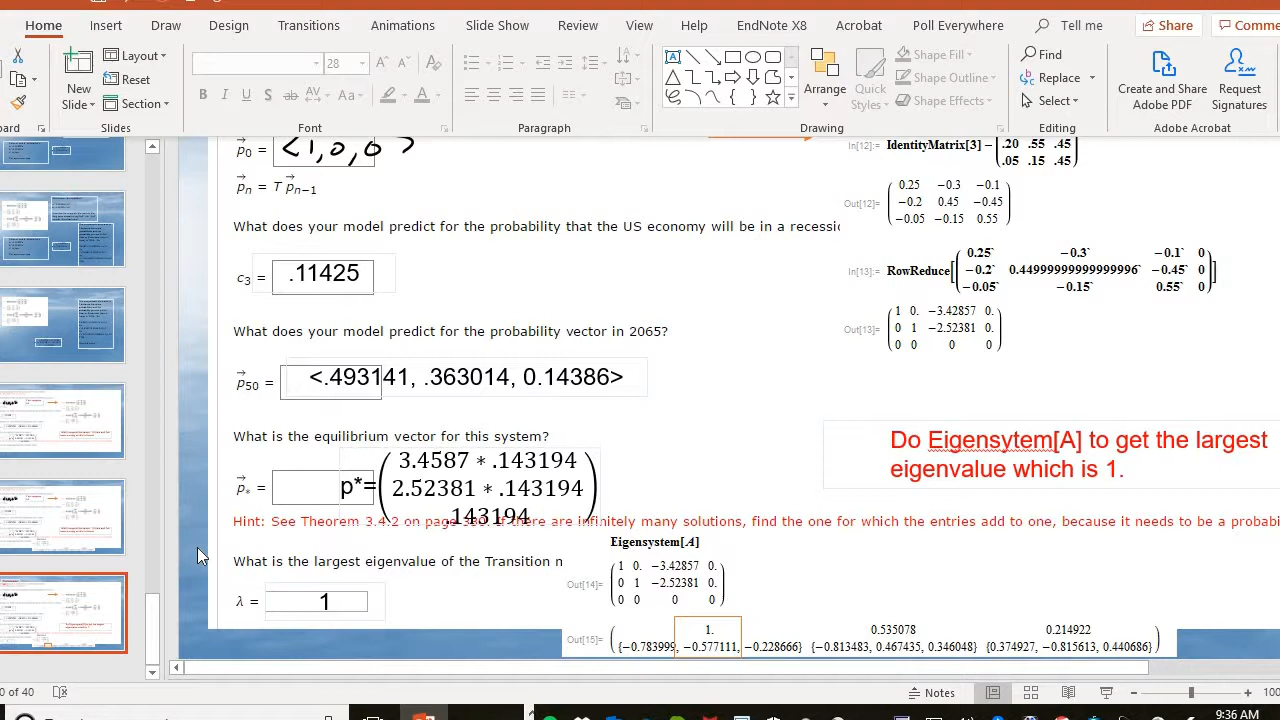 Home Insert Draw Design Transitions Animations Slide Show Review View Help EndNote X8 Acrobat Poll Everywhere Tell me Share
New Slide Layout Reset Section
28 Shape Fill Shape Outline Shape Effects
Arrange Quick Styles
Find Replace Select
Create and Share Adobe PDF Request Signatures
Slides Font Paragraph Drawing Editing Adobe Acrobat
p0 = <1, 0, 0 >
pn = T pn−1
What does your model predict for the probability that the US economy will be in a
c3 = .11425
What does your model predict for the probability vector in 2065?
p50 = <.493141, .363014, 0.14386>
What is the equilibrium vector for this system?
p* = p*=
3.4587 ∗ .143194
2.52381 ∗ .143194
.143194
Hint: See Theorem 3.4.2 on page there are infinitely many solutions, find the one for which the entries add to one, because it needs to be a
What is the largest eigenvalue of the Transition
λ = 1
In[12]:= IdentityMatrix[3] −
.20 .55 .45
.05 .15 .45
Out[12]=
0.25 −0.3 −0.1
−0.2 0.45 −0.45
−0.05 −0.15 0.55
In[13]:= RowReduce[
0.25` −0.3` −0.1` 0
−0.2` 0.44999999999999996` −0.45` 0
−0.05` −0.15` 0.55` 0
]
Out[13]=
1 0. −3.42857 0.
0 1 −2.52381 0.
0 0 0 0
Do Eigensytem[A] to get the largest
eigenvalue which is 1.
Eigensystem[A]
Out[14]=
1 0. −3.42857 0.
0 1 −2.52381 0.
0 0 0 0
Out[15]=
1. 0.535078 0.214922
{−0.783999, −0.577111, −0.228666} {−0.813483, 0.467435, 0.346048} {0.374927, −0.815613, 0.440686}
of 40 Notes
9:36 AM